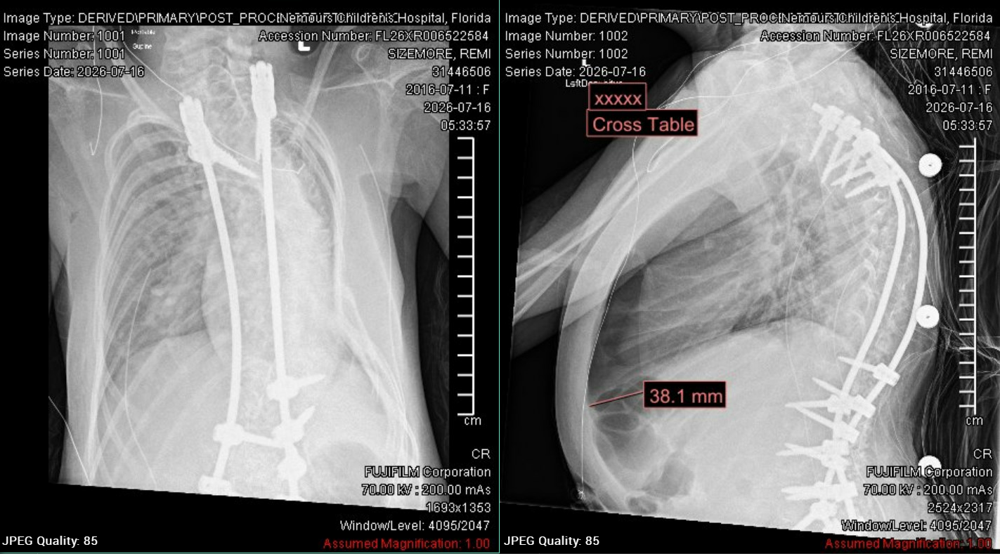 Image Type: DERIVED\PRIMARY\POST_PROC
Nemours Children's Hospital, Florida
Image Number: 1001
Accession Number: FL26XR006522584
Series Number: 1001
SIZEMORE, REMI
Series Date: 2026-07-16
31446506
2016-07-11 : F
2026-07-16
05:33:57
Portable
Supine
L
cm
CR
FUJIFILM Corporation
70.00 kV : 200.00 mAs
1693x1353
Window/Level: 4095/2047
JPEG Quality: 85
Assumed Magnification: 1.00
Image Type: DERIVED\PRIMARY\POST_PROC
Nemours Children's Hospital, Florida
Image Number: 1002
Accession Number: FL26XR006522584
Series Number: 1002
SIZEMORE, REMI
Series Date: 2026-07-16
31446506
2016-07-11 : F
2026-07-16
05:33:57
L
xxxxx
Cross Table
38.1 mm
cm
CR
FUJIFILM Corporation
70.00 kV : 200.00 mAs
2524x2317
Window/Level: 4095/2047
JPEG Quality: 85
Assumed Magnification: 1.00